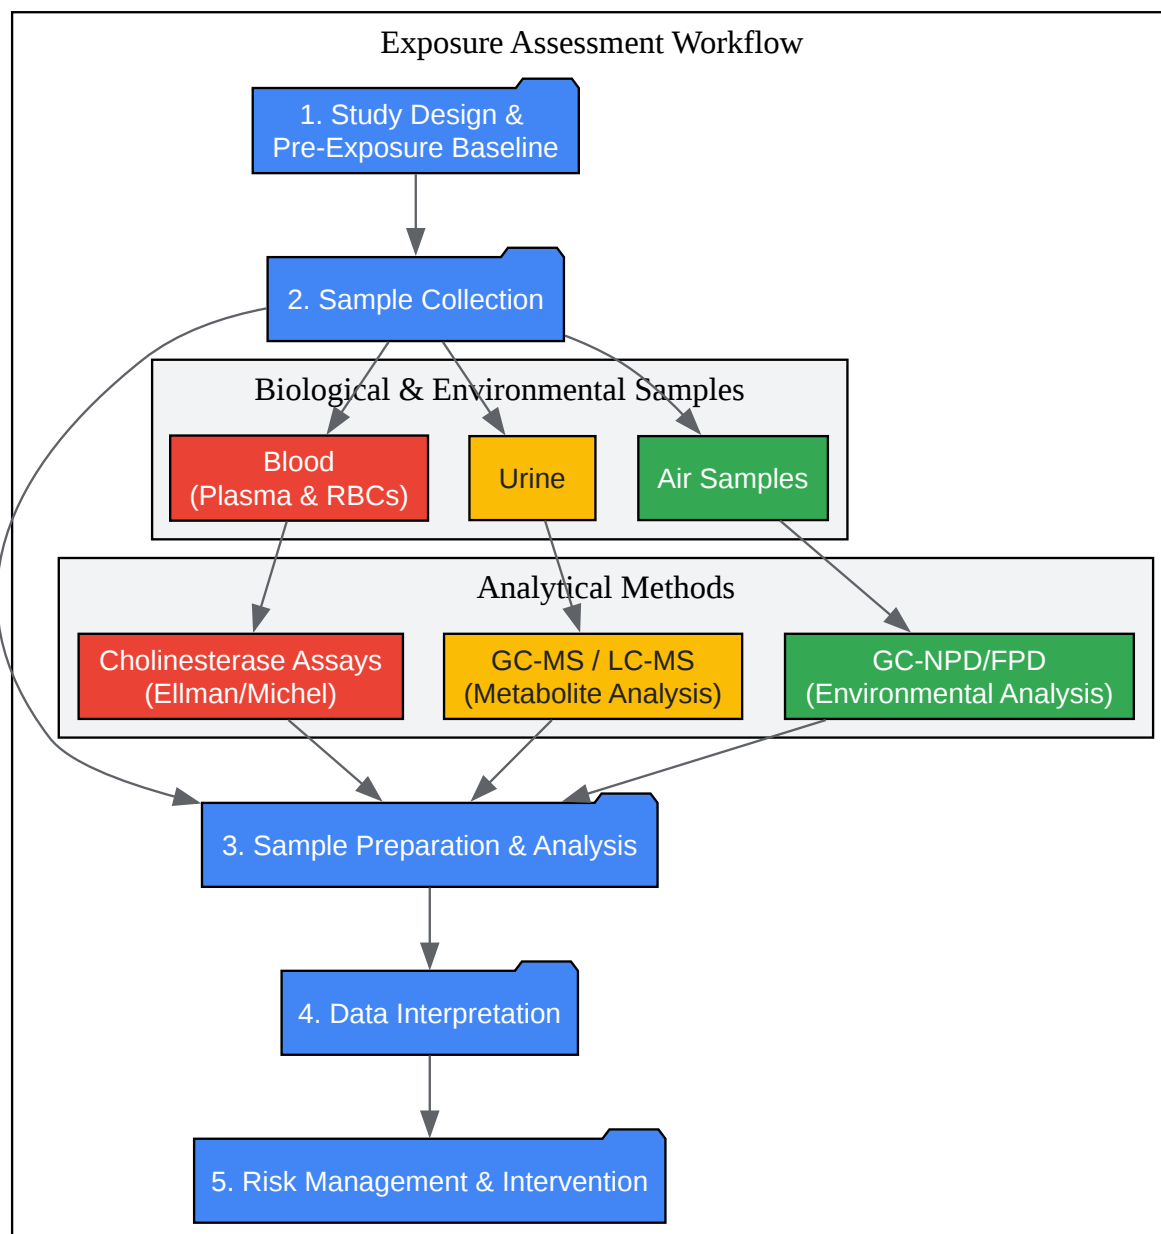 Exposure Assessment Workflow
1. Study Design &
Pre-Exposure Baseline
2. Sample Collection
Biological & Environmental Samples
Blood
(Plasma & RBCs)
Urine
Air Samples
Analytical Methods
Cholinesterase Assays
(Ellman/Michel)
GC-MS / LC-MS
(Metabolite Analysis)
GC-NPD/FPD
(Environmental Analysis)
3. Sample Preparation & Analysis
4. Data Interpretation
5. Risk Management & Intervention